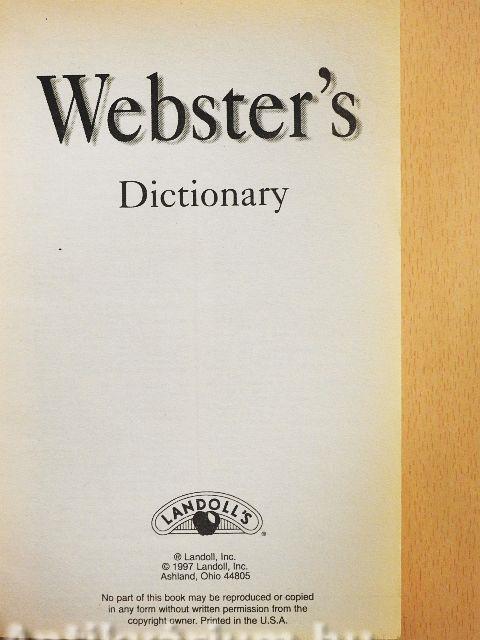 Webster's
Dictionary
LANDOLL'S
®
® Landoll, Inc.
© 1997 Landoll, Inc.
Ashland, Ohio 44805
No part of this book may be reproduced or copied
in any form without written permission from the
copyright owner. Printed in the U.S.A.